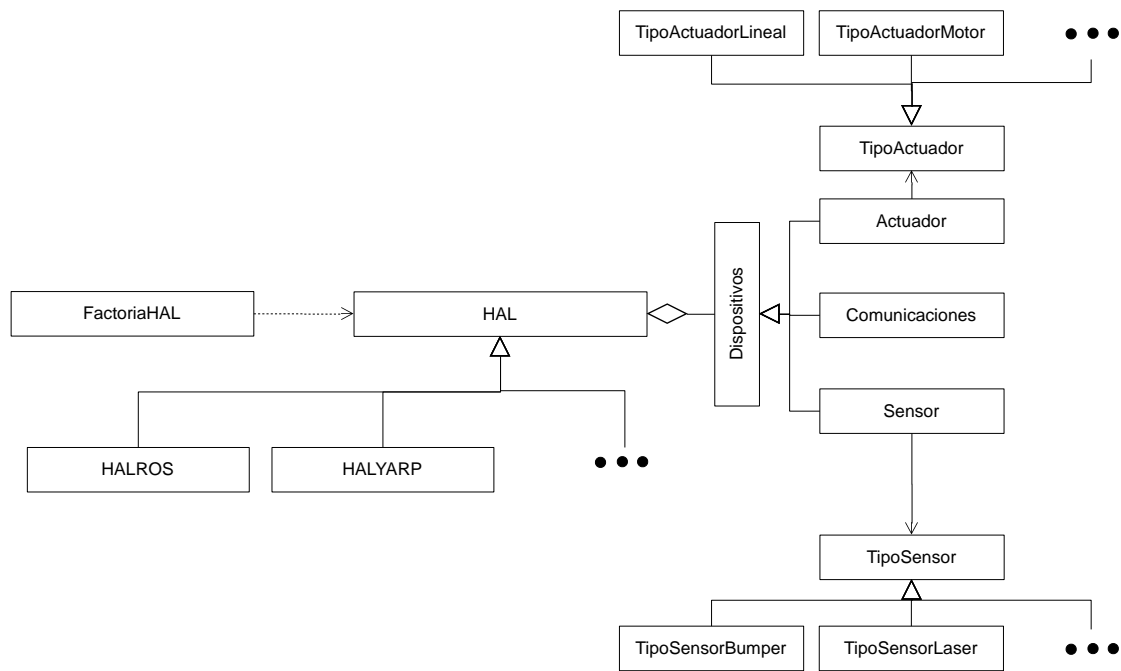 TipoActuadorLineal
TipoActuadorMotor
TipoActuador
Actuador
Dispositivos
FactoriaHAL
HAL
Comunicaciones
Sensor
HALROS
HALYARP
TipoSensor
TipoSensorBumper
TipoSensorLaser